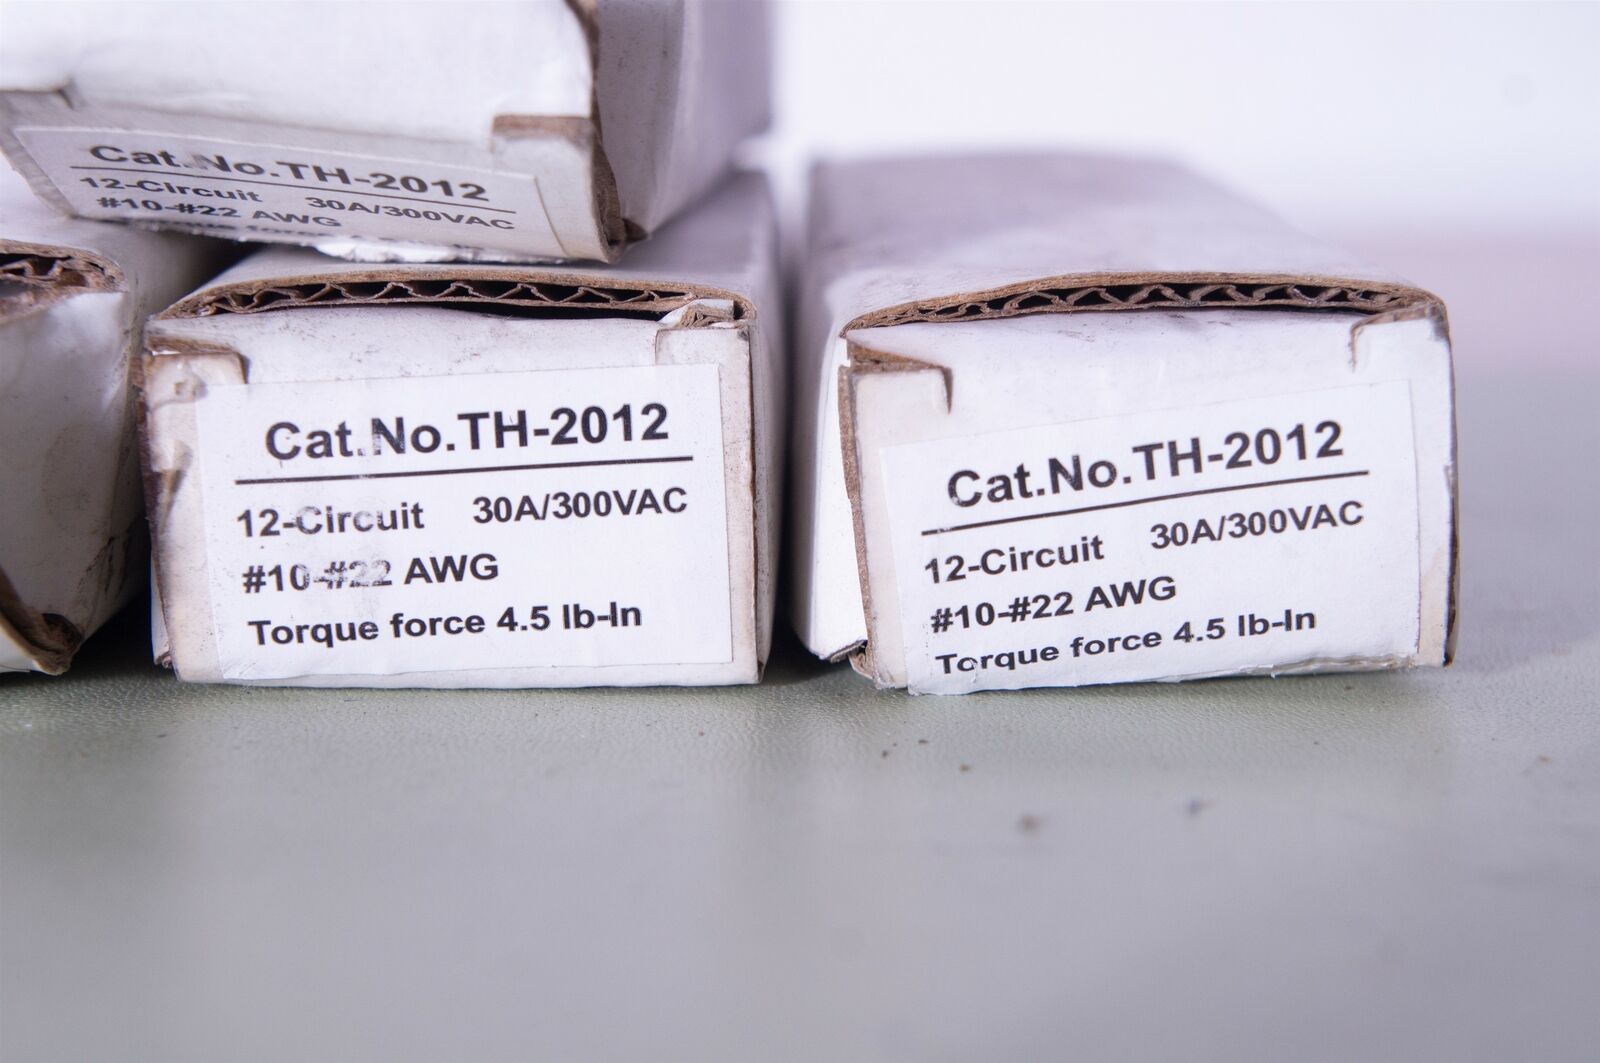 Cat.No.TH-2012
12-Circuit 30A/300VAC
#10-#22 AWG
Torque force
Cat.No.TH-2012
12-Circuit 30A/300VAC
#10-#22 AWG
Torque force 4.5 lb-In
Cat.No.TH-2012
12-Circuit 30A/300VAC
#10-#22 AWG
Torque force 4.5 lb-In